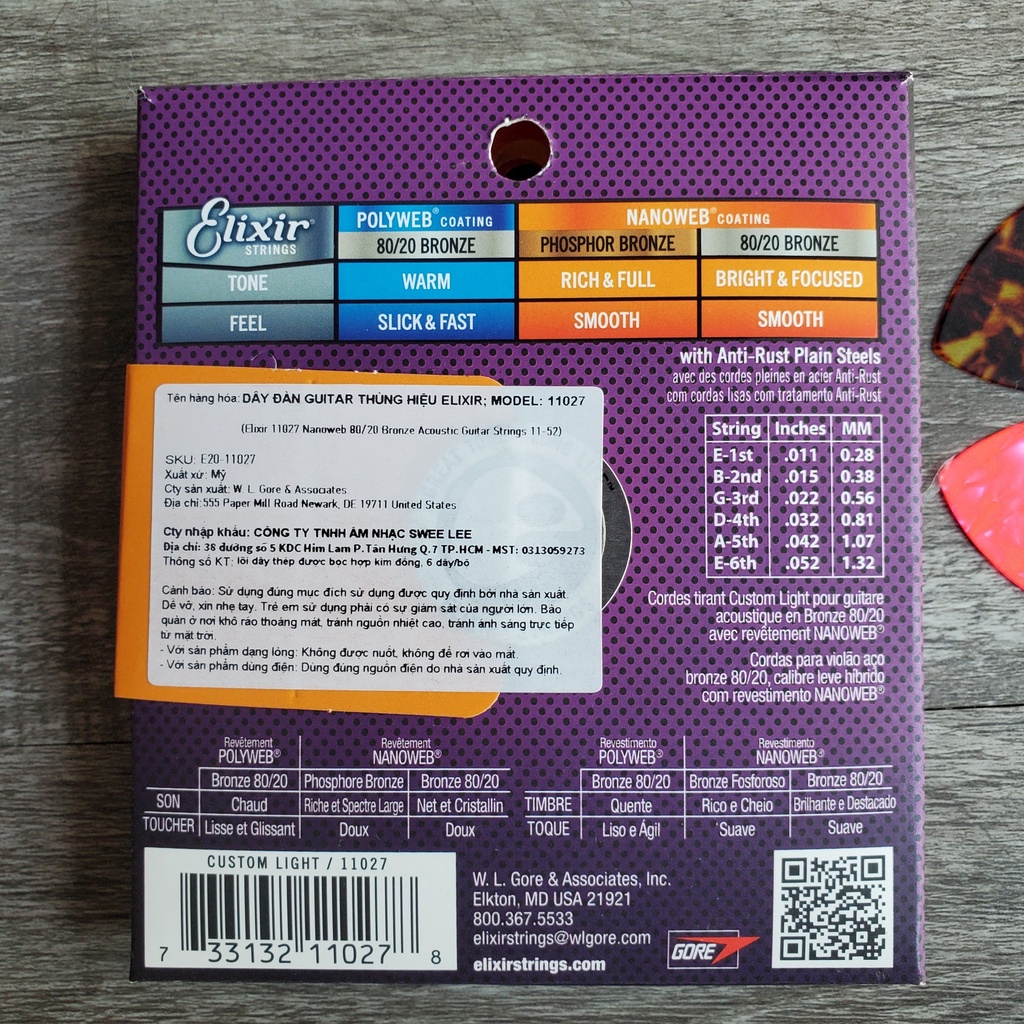 Elixir®
STRINGS
POLYWEB® COATING
NANOWEB® COATING
80/20 BRONZE
PHOSPHOR BRONZE
80/20 BRONZE
TONE
WARM
RICH & FULL
BRIGHT & FOCUSED
FEEL
SLICK & FAST
SMOOTH
SMOOTH
with Anti-Rust Plain Steels
avec des cordes pleines en acier Anti-Rust
com cordas lisas com tratamento Anti-Rust
String Inches MM
E-1st .011 0.28
B-2nd .015 0.38
G-3rd .022 0.56
D-4th .032 0.81
A-5th .042 1.07
E-6th .052 1.32
Cordes tirant Custom Light pour guitare
acoustique en Bronze 80/20
avec revêtement NANOWEB®
Cordas para violão aço
bronze 80/20, calibre leve híbrido
com revestimento NANOWEB®
Tên hàng hóa: DÂY ĐÀN GUITAR THÙNG HIỆU ELIXIR; MODEL: 11027
(Elixir 11027 Nanoweb 80/20 Bronze Acoustic Guitar Strings 11-52)
SKU: E20-11027
Xuất xứ: Mỹ
Cty sản xuất: W. L. Gore & Associates
Địa chỉ: 555 Paper Mill Road Newark, DE 19711 United States
Cty nhập khẩu: CÔNG TY TNHH ÂM NHẠC SWEE LEE
Địa chỉ: 38 đường số 5 KDC Him Lam P.Tân Hưng Q.7 TP.HCM - MST: 0313059273
Thông số KT: lõi dây thép được bọc hợp kim đồng, 6 dây/bộ
Cảnh báo: Sử dụng đúng mục đích sử dụng được quy định bởi nhà sản xuất.
Dễ vỡ, xin nhẹ tay. Trẻ em sử dụng phải có sự giám sát của người lớn. Bảo
quản ở nơi khô ráo thoáng mát, tránh nguồn nhiệt cao, tránh ánh sáng trực tiếp
từ mặt trời.
- Với sản phẩm dạng lỏng: Không được nuốt, không để rơi vào mắt.
- Với sản phẩm dùng điện: Dùng đúng nguồn điện do nhà sản xuất quy định.
Revêtement
POLYWEB®
Revêtement
NANOWEB®
Bronze 80/20 Phosphore Bronze Bronze 80/20
SON Chaud Riche et Spectre Large Net et Cristallin
TOUCHER Lisse et Glissant Doux Doux
Revestimento
POLYWEB®
Revestimento
NANOWEB®
Bronze 80/20 Bronze Fosforoso Bronze 80/20
TIMBRE Quente Rico e Cheio Brilhante e Destacado
TOQUE Liso e Ágil Suave Suave
CUSTOM LIGHT / 11027
7 33132 11027 8
W. L. Gore & Associates, Inc.
Elkton, MD USA 21921
800.367.5533
elixirstrings@wlgore.com
elixirstrings.com
GORE